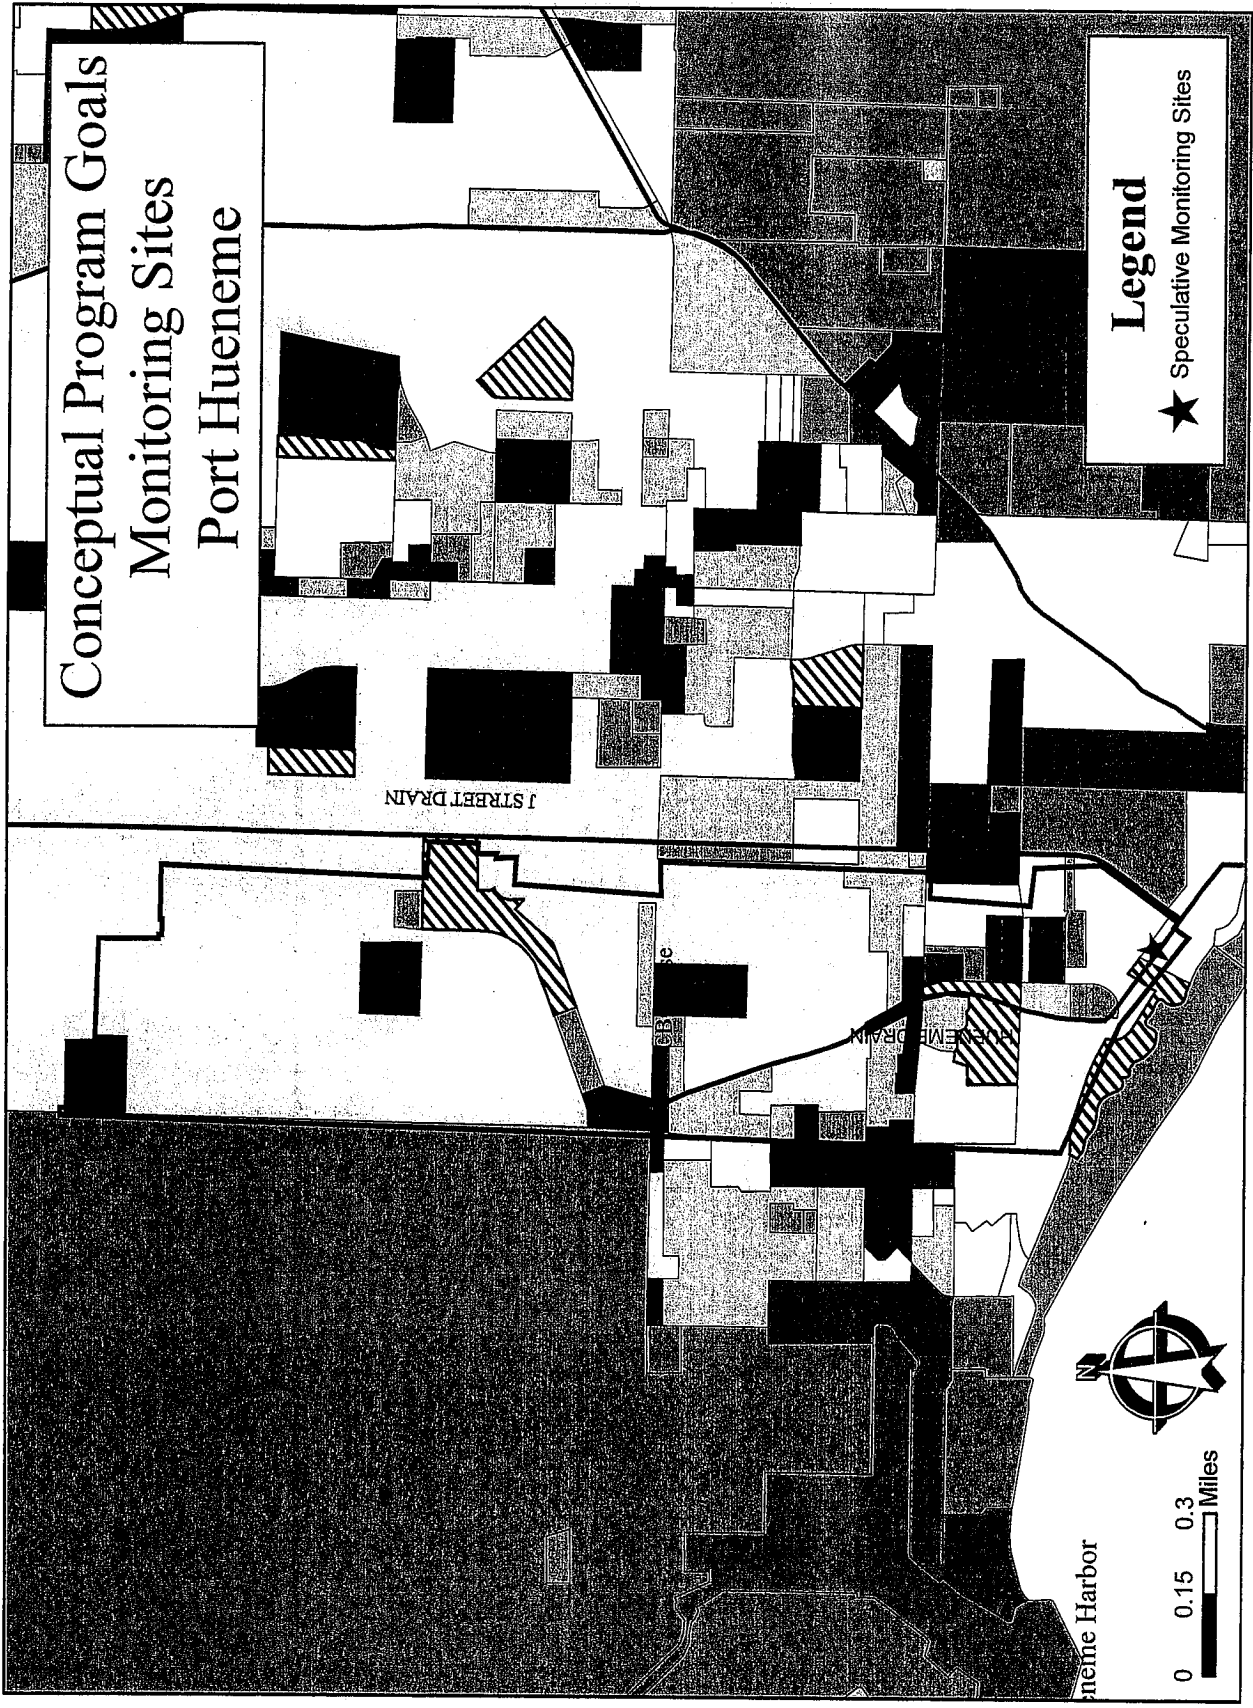 Conceptual Program Goals
Monitoring Sites
Port Hueneme
Legend
Speculative Monitoring Sites
J STREET DRAIN
HUENEME DRAIN
se
N
eneme Harbor
0 0.15 0.3
Miles